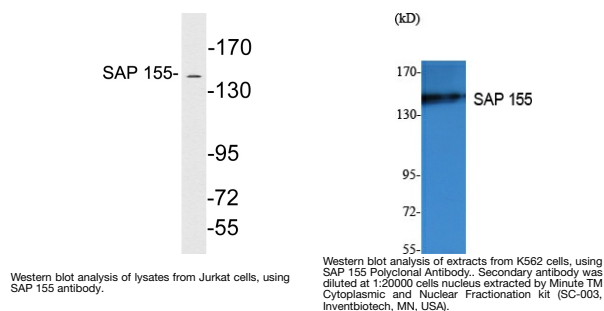 -170
SAP 155-
-130
-95
-72
-55
Western blot analysis of lysates from Jurkat cells, using
SAP 155 antibody.
(kD)
170-
SAP 155
130-
95-
72-
55-
Western blot analysis of extracts from K562 cells, using
SAP 155 Polyclonal Antibody.. Secondary antibody was
diluted at 1:20000 cells nucleus extracted by Minute TM
Cytoplasmic and Nuclear Fractionation kit (SC-003,
Inventbiotech, MN, USA).